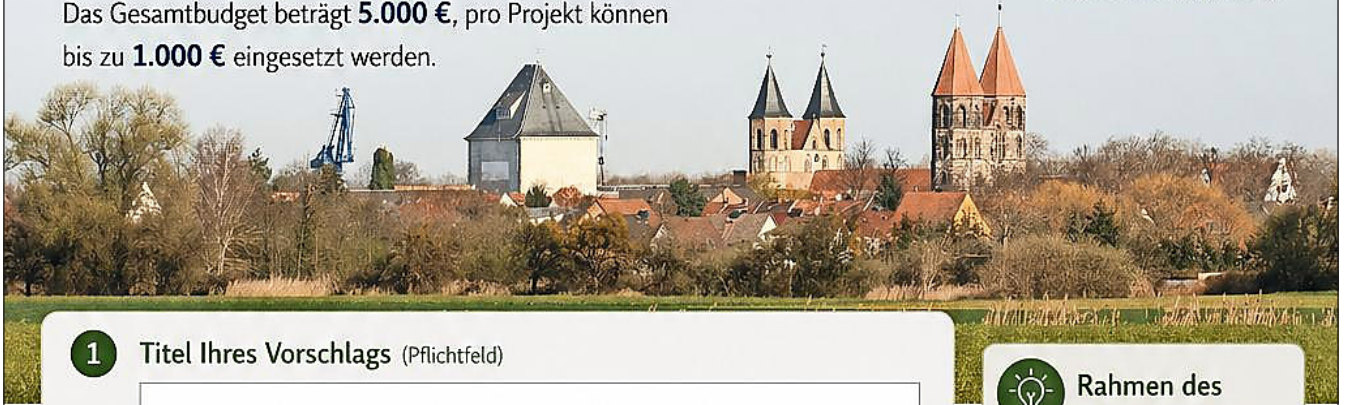 Das Gesamtbudget beträgt 5.000 €, pro Projekt können
bis zu 1.000 € eingesetzt werden.
1 Titel Ihres Vorschlags (Pflichtfeld)
Rahmen des